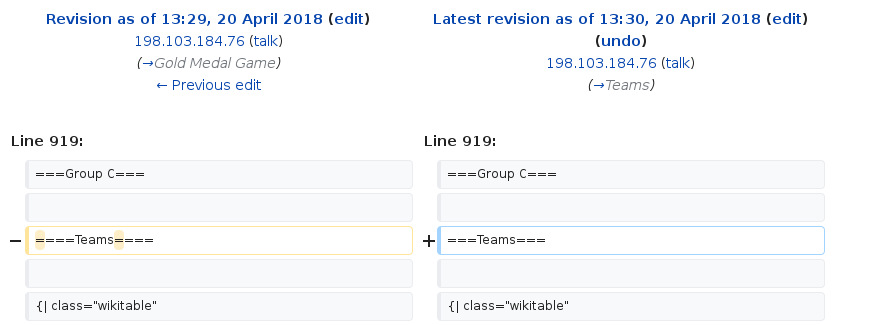 Revision as of 13:29, 20 April 2018 (edit)
198.103.184.76 (talk)
(→Gold Medal Game)
← Previous edit
Latest revision as of 13:30, 20 April 2018 (edit)
(undo)
198.103.184.76 (talk)
(→Teams)
Line 919:
Line 919:
===Group C===
===Group C===
− ====Teams====
+ ===Teams===
{| class="wikitable"
{| class="wikitable"